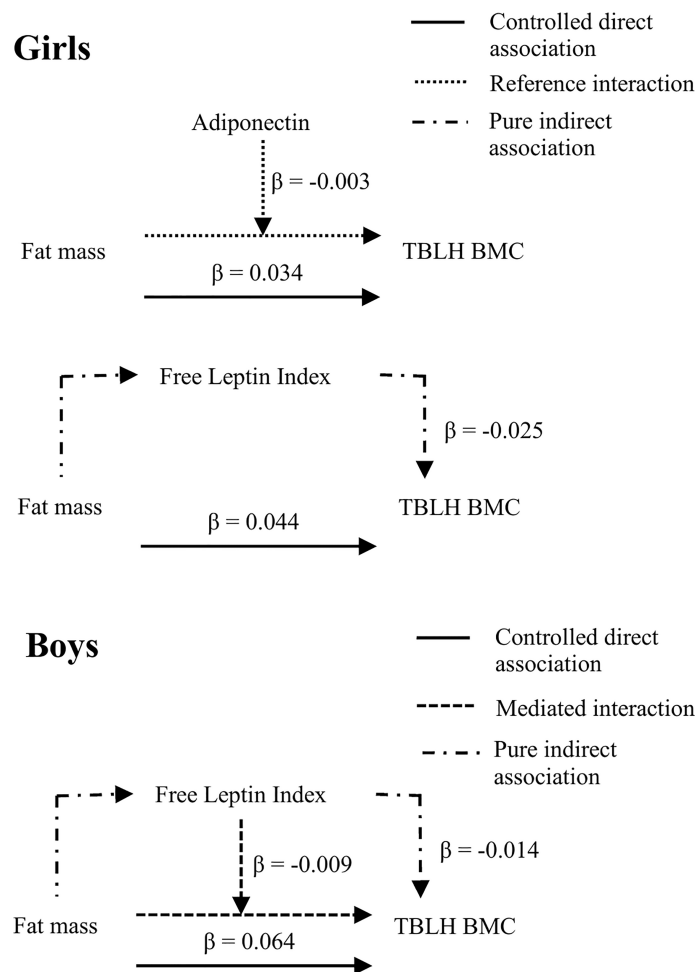 Girls
Controlled direct
association
Reference interaction
Pure indirect
association
Adiponectin
β = -0.003
Fat mass
TBLH BMC
β = 0.034
Free Leptin Index
β = -0.025
Fat mass
TBLH BMC
β = 0.044
Boys
Controlled direct
association
Mediated interaction
Pure indirect
association
Free Leptin Index
β = -0.009
β = -0.014
Fat mass
TBLH BMC
β = 0.064